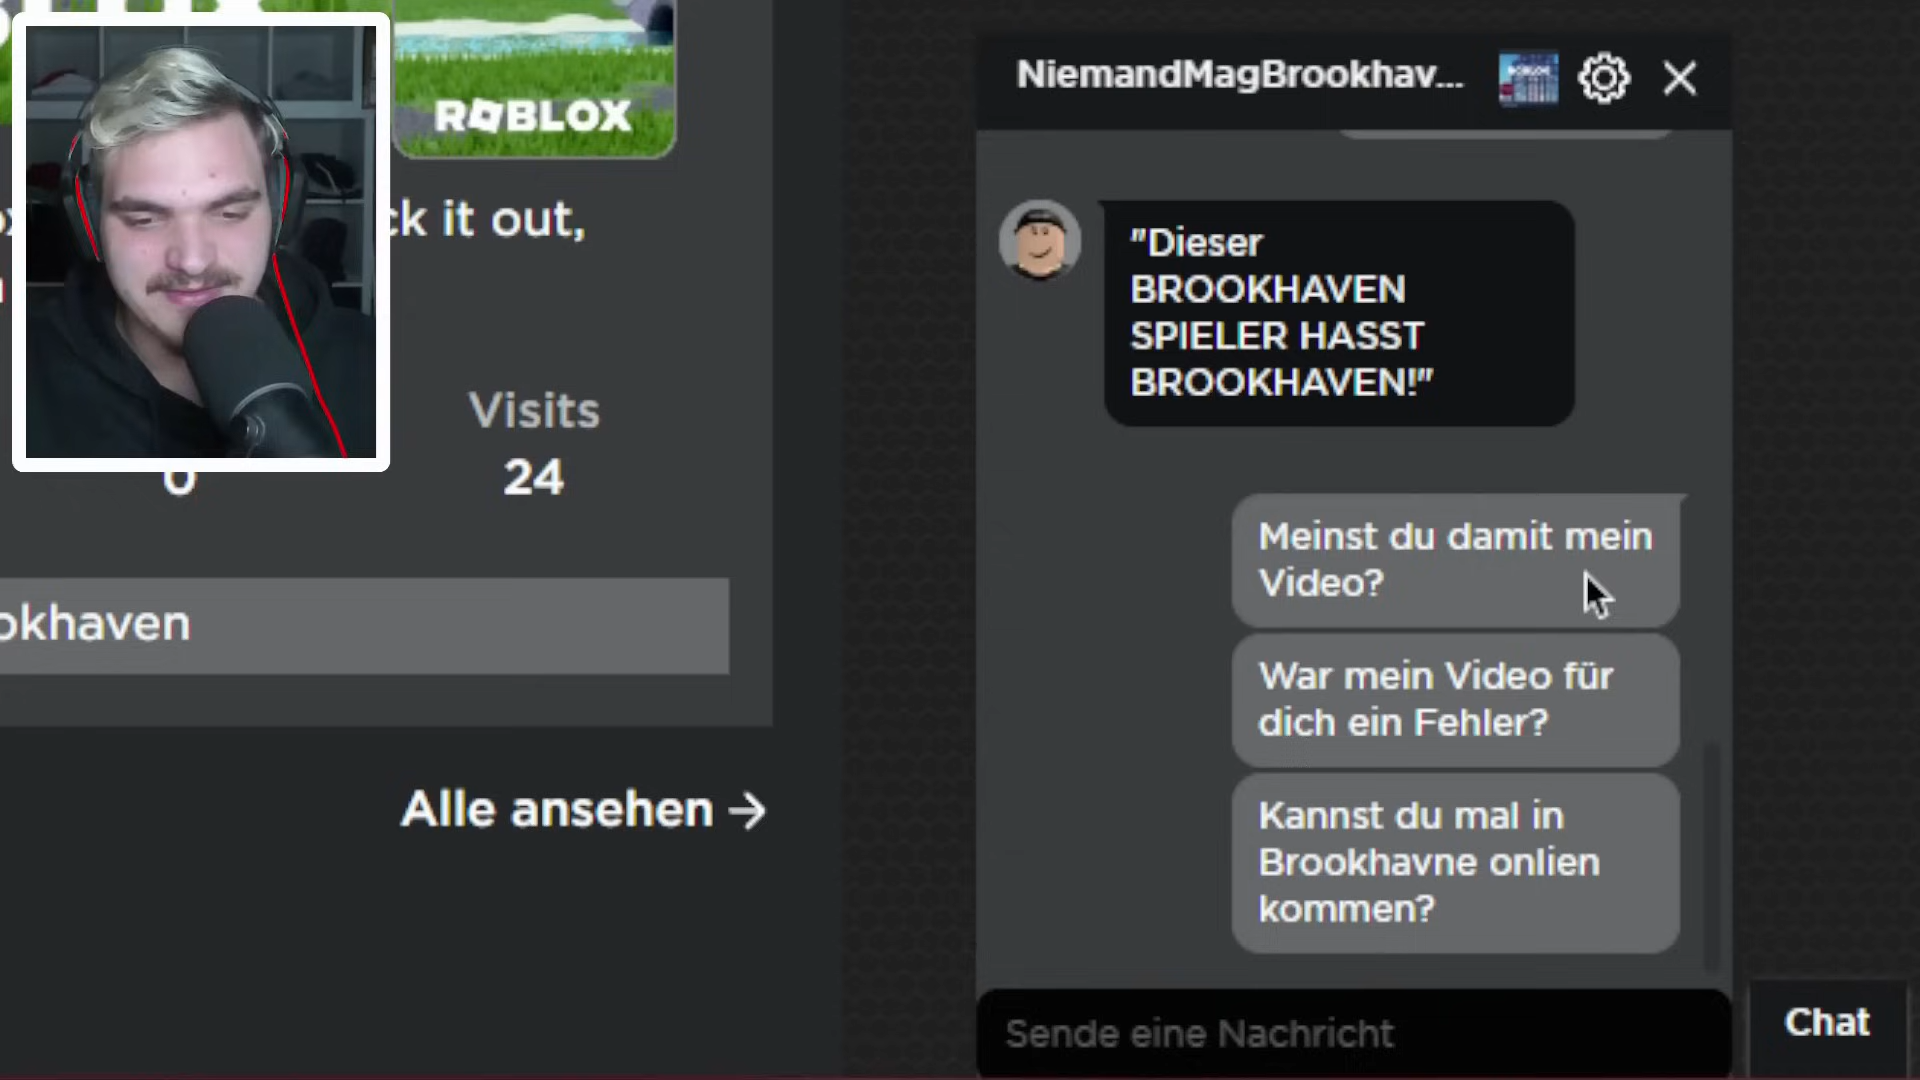 ROBLOX
ck it out,
Visits
0
24
okhaven
Alle ansehen →
NiemandMagBrookhav...
ROBLOX
"Dieser
BROOKHAVEN
SPIELER HASST
BROOKHAVEN!"
Meinst du damit mein
Video?
War mein Video für
dich ein Fehler?
Kannst du mal in
Brookhavne onlien
kommen?
Sende eine Nachricht
Chat